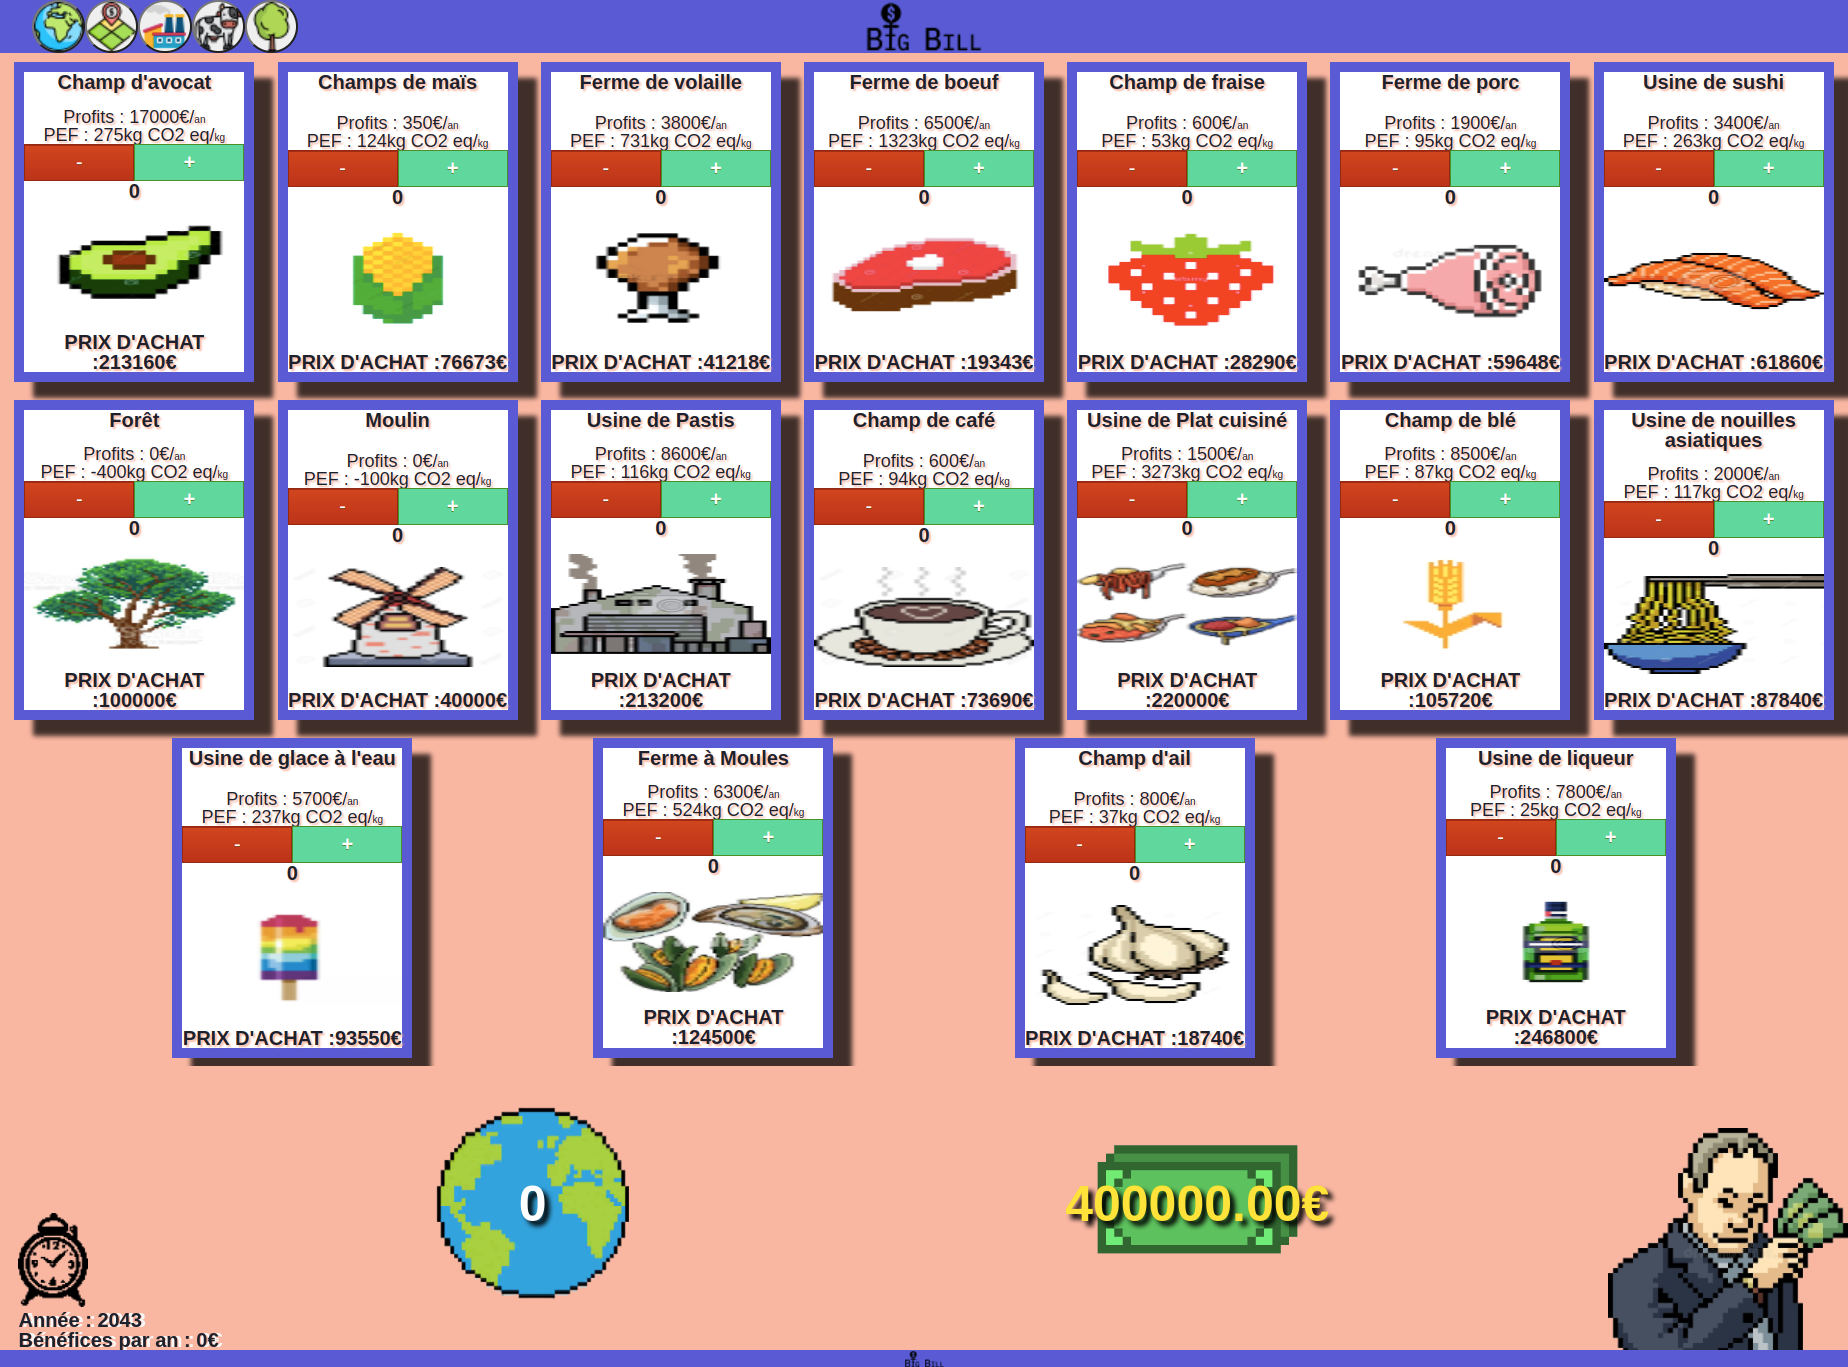 BIG BILL
Champ d'avocat
Profits : 17000€/an
PEF : 275kg CO2 eq/kg
- +
0
PRIX D'ACHAT
:213160€
Champs de maïs
Profits : 350€/an
PEF : 124kg CO2 eq/kg
- +
0
PRIX D'ACHAT :76673€
Ferme de volaille
Profits : 3800€/an
PEF : 731kg CO2 eq/kg
- +
0
PRIX D'ACHAT :41218€
Ferme de boeuf
Profits : 6500€/an
PEF : 1323kg CO2 eq/kg
- +
0
PRIX D'ACHAT :19343€
Champ de fraise
Profits : 600€/an
PEF : 53kg CO2 eq/kg
- +
0
PRIX D'ACHAT :28290€
Ferme de porc
Profits : 1900€/an
PEF : 95kg CO2 eq/kg
- +
0
PRIX D'ACHAT :59648€
Usine de sushi
Profits : 3400€/an
PEF : 263kg CO2 eq/kg
- +
0
PRIX D'ACHAT :61860€
Forêt
Profits : 0€/an
PEF : -400kg CO2 eq/kg
- +
0
PRIX D'ACHAT
:100000€
Moulin
Profits : 0€/an
PEF : -100kg CO2 eq/kg
- +
0
PRIX D'ACHAT :40000€
Usine de Pastis
Profits : 8600€/an
PEF : 116kg CO2 eq/kg
- +
0
PRIX D'ACHAT
:213200€
Champ de café
Profits : 600€/an
PEF : 94kg CO2 eq/kg
- +
0
PRIX D'ACHAT :73690€
Usine de Plat cuisiné
Profits : 1500€/an
PEF : 3273kg CO2 eq/kg
- +
0
PRIX D'ACHAT
:220000€
Champ de blé
Profits : 8500€/an
PEF : 87kg CO2 eq/kg
- +
0
PRIX D'ACHAT
:105720€
Usine de nouilles
asiatiques
Profits : 2000€/an
PEF : 117kg CO2 eq/kg
- +
0
PRIX D'ACHAT :87840€
Usine de glace à l'eau
Profits : 5700€/an
PEF : 237kg CO2 eq/kg
- +
0
PRIX D'ACHAT :93550€
Ferme à Moules
Profits : 6300€/an
PEF : 524kg CO2 eq/kg
- +
0
PRIX D'ACHAT
:124500€
Champ d'ail
Profits : 800€/an
PEF : 37kg CO2 eq/kg
- +
0
PRIX D'ACHAT :18740€
Usine de liqueur
Profits : 7800€/an
PEF : 25kg CO2 eq/kg
- +
0
PRIX D'ACHAT
:246800€
0
400000.00€
Année : 2043
Bénéfices par an : 0€
BIG BILL